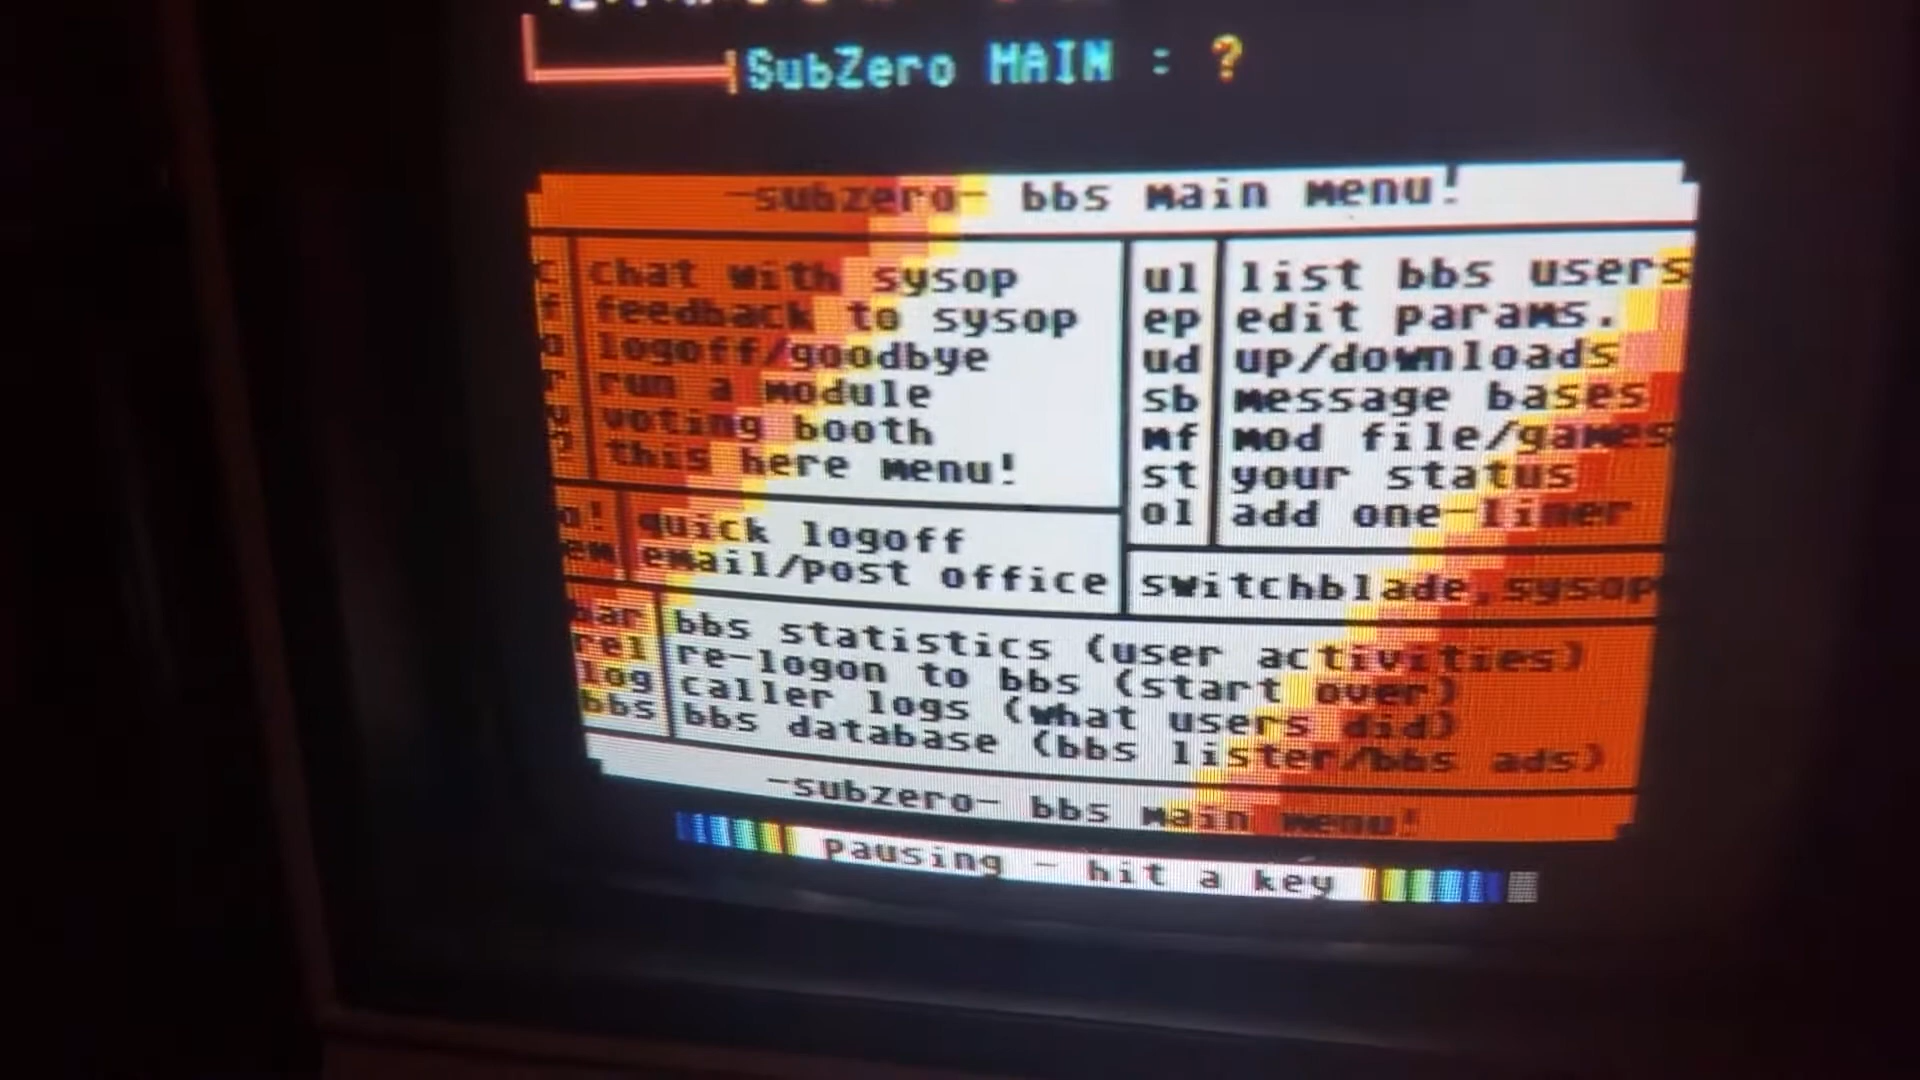 SubZero MAIN : ?
-subzero- bbs main menu!
c chat with sysop
f feedback to sysop
o logoff/goodbye
r run a module
v voting booth
? this here menu!
o! quick logoff
em email/post office
ul list bbs users
ep edit params.
ud up/downloads
sb message bases
mf mod file/games
st your status
ol add one-liner
switchblade,sysop
bar bbs statistics (user activities)
rel re-logon to bbs (start over)
log caller logs (what users did)
bbs bbs database (bbs lister/bbs ads)
-subzero- bbs main menu!
pausing - hit a key